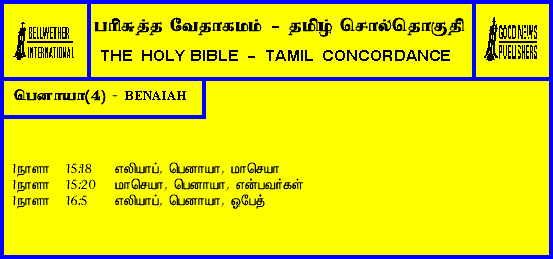 BELLWETHER
INTERNATIONAL
பரிசுத்த வேதாகமம் - தமிழ் சொல்தொகுதி
THE HOLY BIBLE - TAMIL CONCORDANCE
GOOD NEWS
PUBLISHERS
பெனாயா(4) - BENAIAH
1நாளா 15:18 எலியாப், பெனாயா, மாசெயா
1நாளா 15:20 மாசெயா, பெனாயா, என்பவர்கள்
1நாளா 16:5 எலியாப், பெனாயா, ஓபேத்